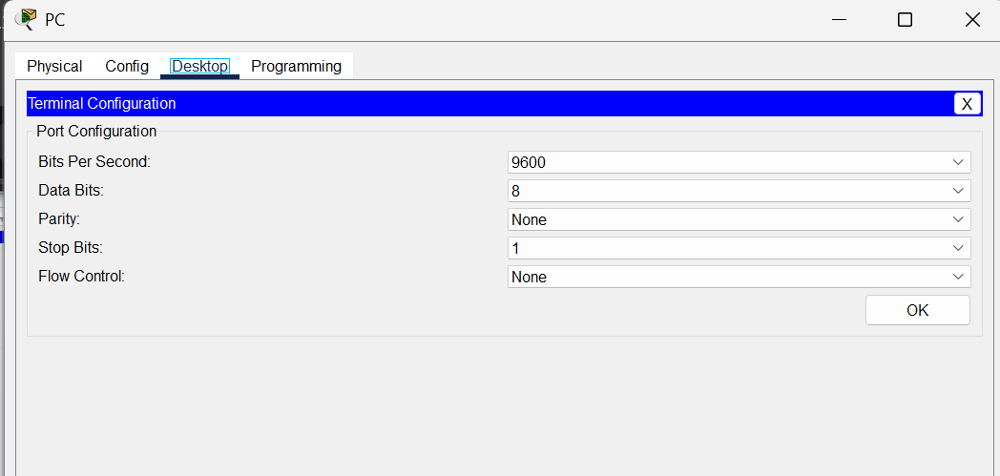 PC
Physical Config Desktop Programming
Terminal Configuration X
Port Configuration
Bits Per Second: 9600
Data Bits: 8
Parity: None
Stop Bits: 1
Flow Control: None
OK